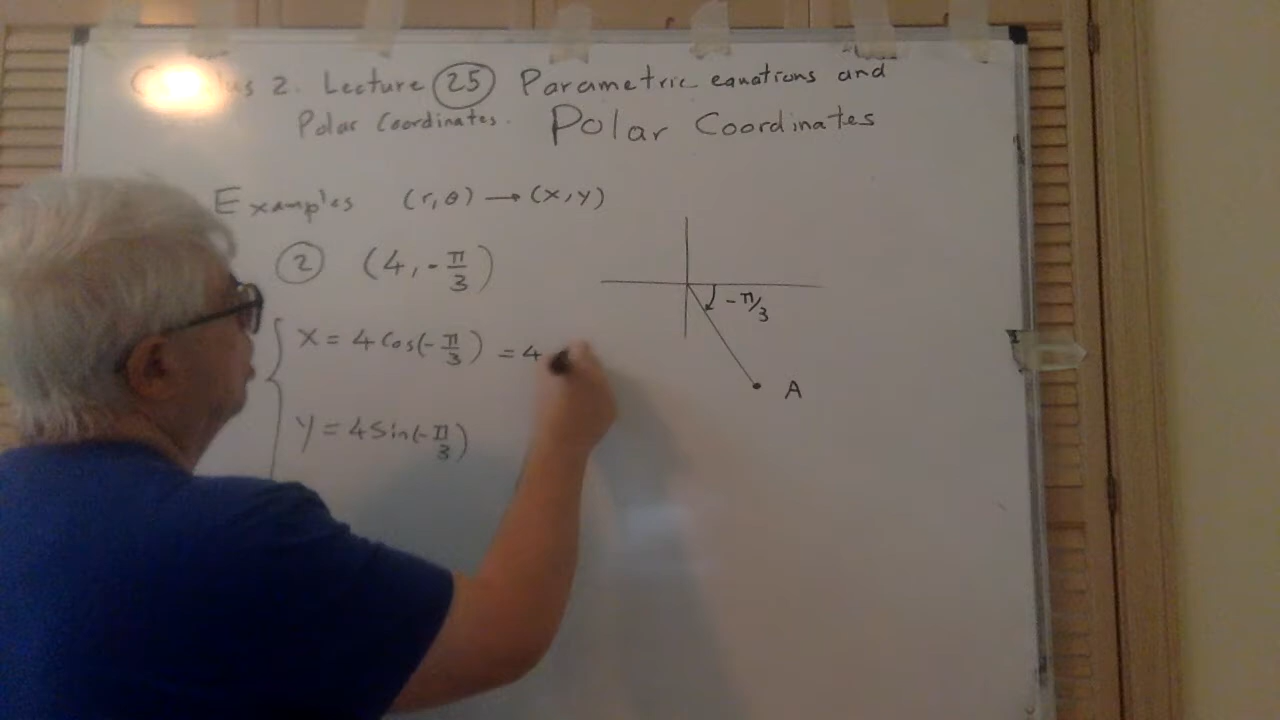 2. Lecture 25 Parametric equations and
Polar Coordinates. Polar Coordinates
Examples (r,θ) → (x,y)
2 (4, -π/3)
x = 4 cos(-π/3) = 4
y = 4 sin(-π/3)
-π/3
A